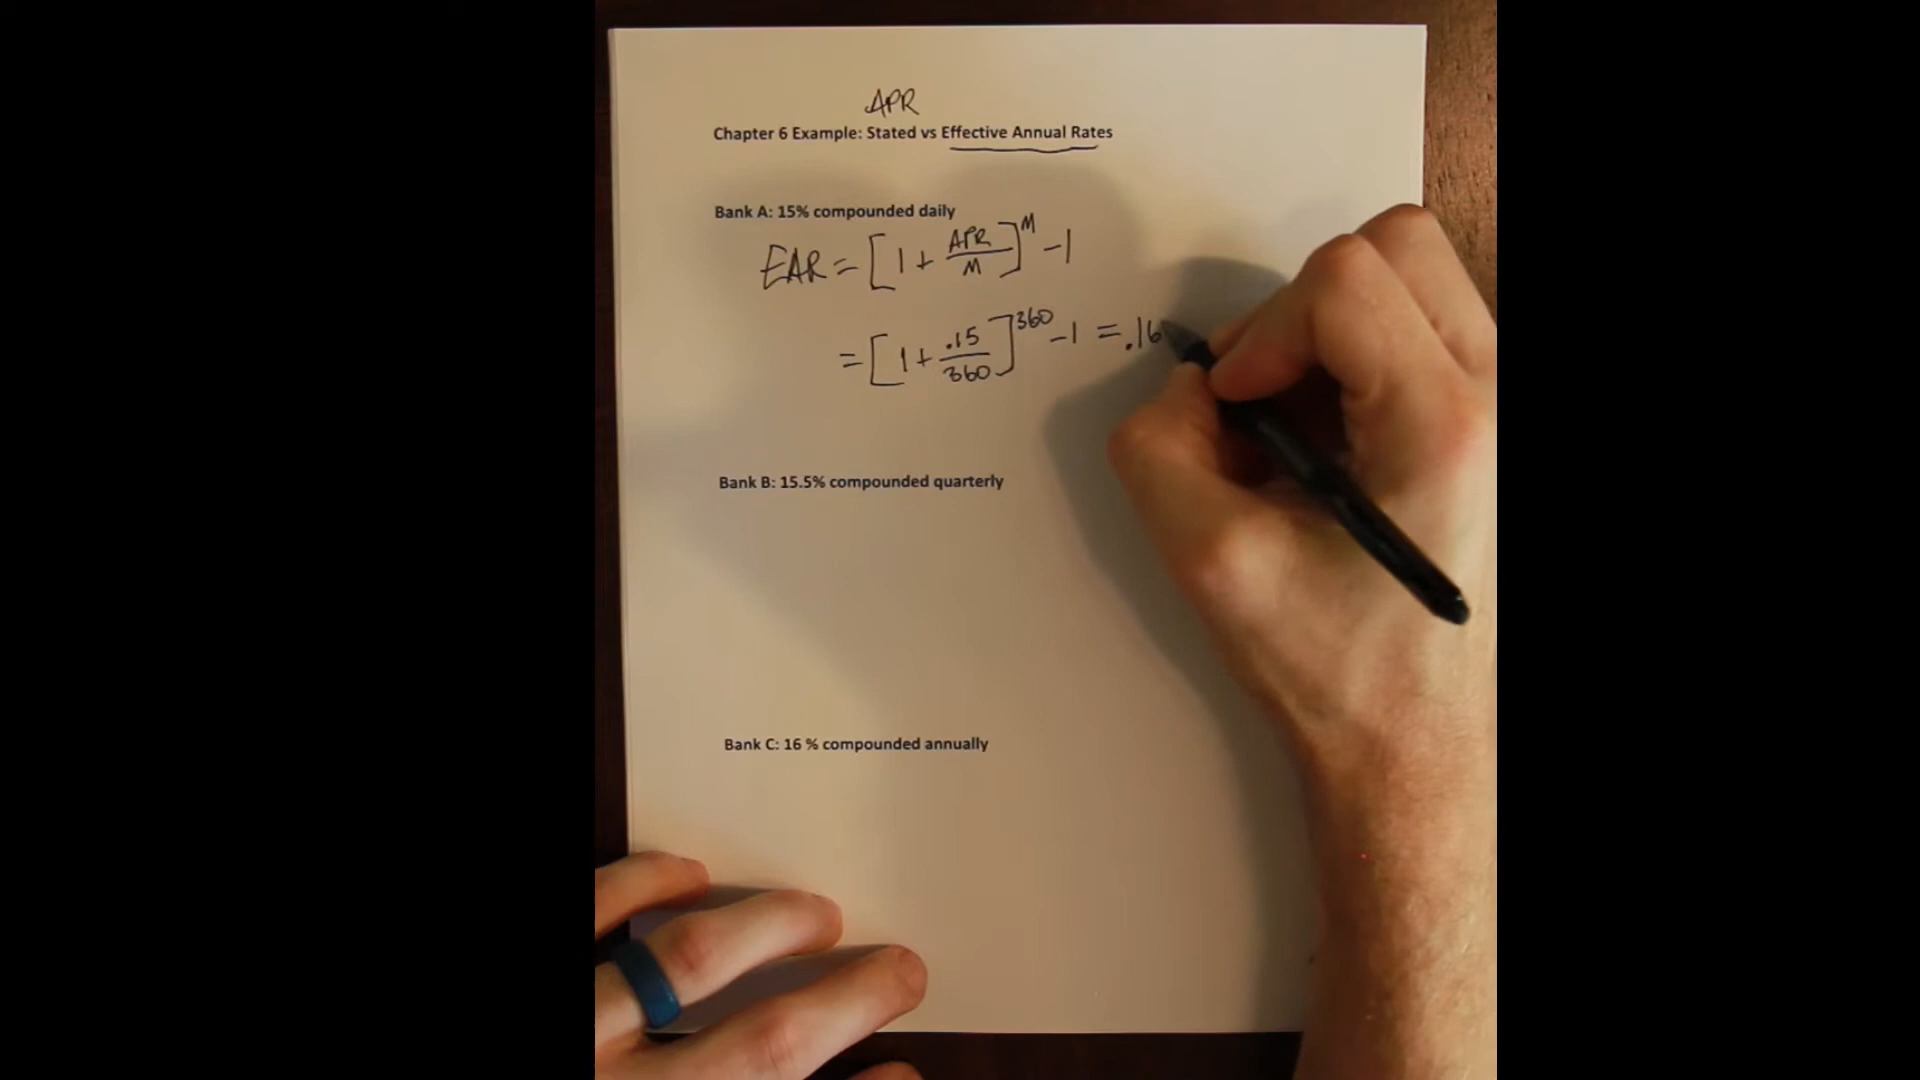 APR
Chapter 6 Example: Stated vs Effective Annual Rates
Bank A: 15% compounded daily
EAR = [1 + APR/M]^M - 1
= [1 + .15/360]^360 - 1 = .16
Bank B: 15.5% compounded quarterly
Bank C: 16 % compounded annually